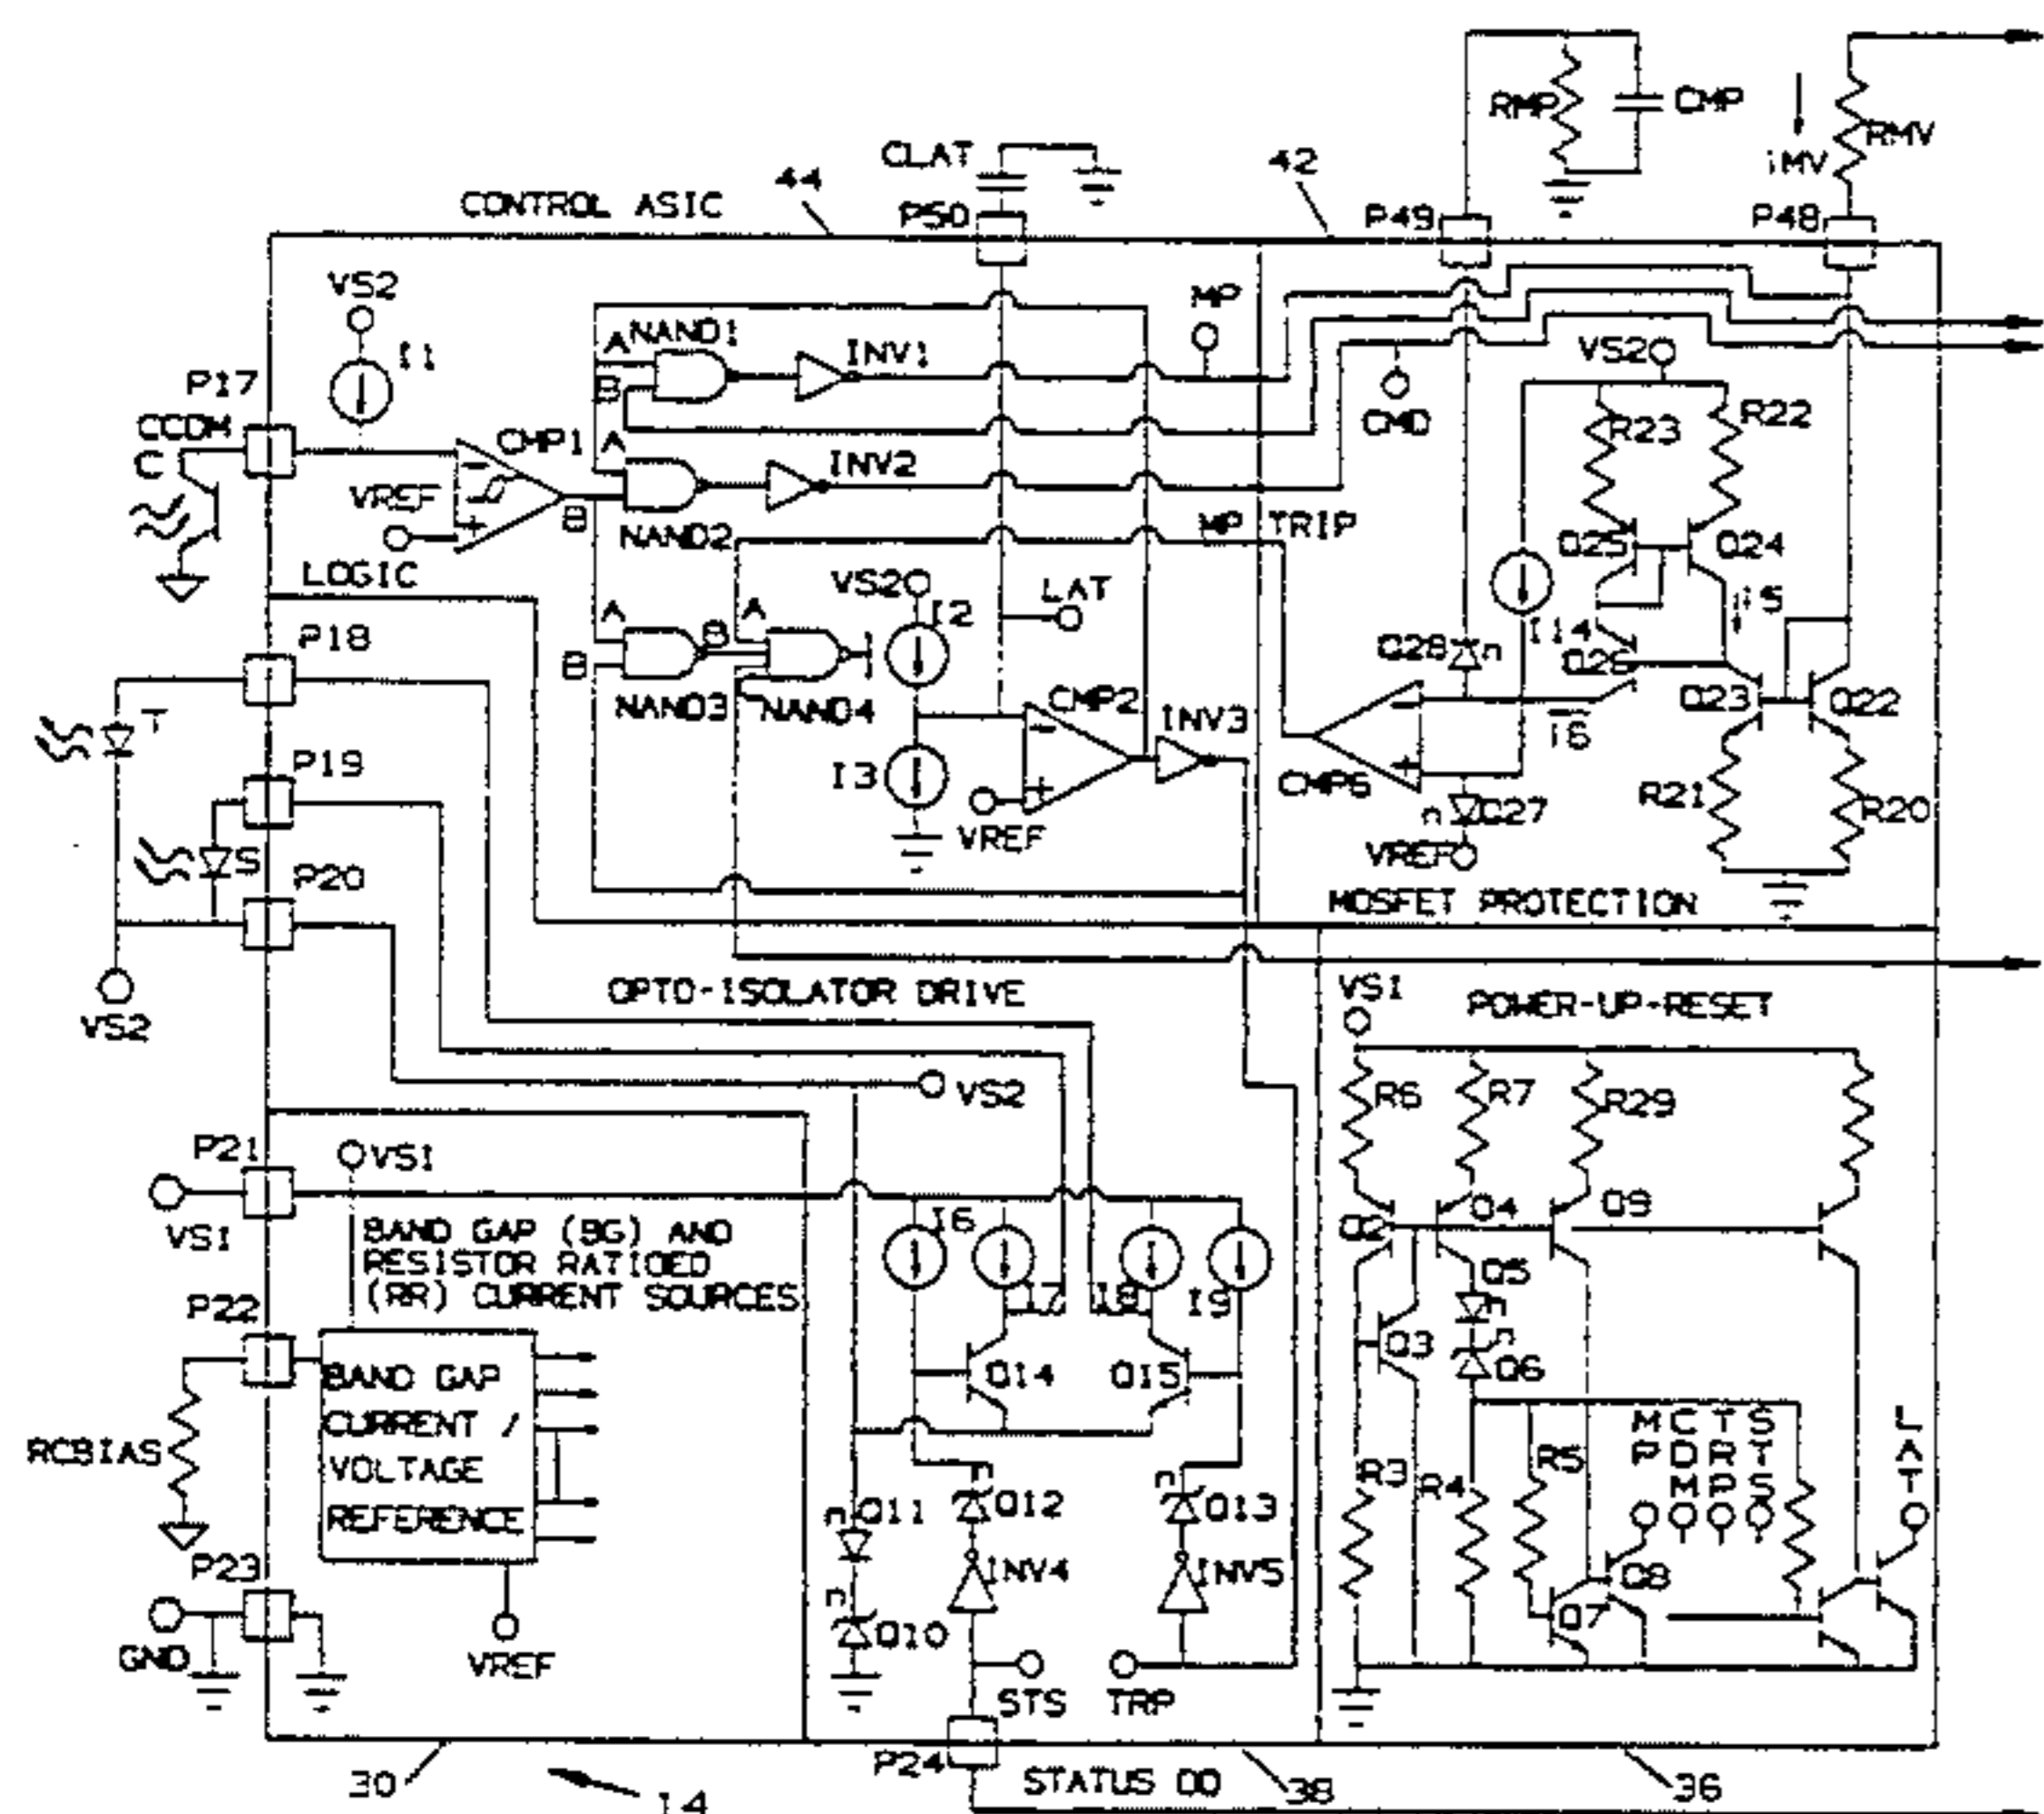 RMP
CMP
iMV
RMV
CLAT
44
42
CONTROL ASIC
P50
P49
P48
VS2
I1
P17
CCDM
C
VREF
CMP1
A
NAND1
B
INV1
MP
A
INV2
B
NAND2
CMD
VS2
R23
R22
MP TRIP
Q25
Q24
i5
LOGIC
VS2
I2
LAT
I14
P18
A
B
NAND3
B
A
NAND4
CMP2
INV3
Q28
n
Q26
Q23
Q22
i6
T
P19
I3
VREF
CMP6
n
Q27
VREF
R21
R20
S
P20
MOSFET PROTECTION
VS2
OPTO-ISOLATOR DRIVE
VS1
POWER-UP-RESET
VS2
R6
R7
R29
P21
VS1
VS1
BAND GAP (BG) AND
RESISTOR RATIOED
(RR) CURRENT SOURCES
I6
I7
I8
I9
Q2
Q4
Q9
Q5
n
P22
Q3
n
Q6
BAND GAP
CURRENT /
VOLTAGE
REFERENCE
RCBIAS
Q14
Q15
R3
R4
R5
MP
CDM
TRP
STS
LAT
n
Q11
n
Q12
n
Q13
n
Q10
INV4
INV5
Q8
Q7
P23
GND
VREF
STS
TRP
P24
STATUS OD
30
14
38
36